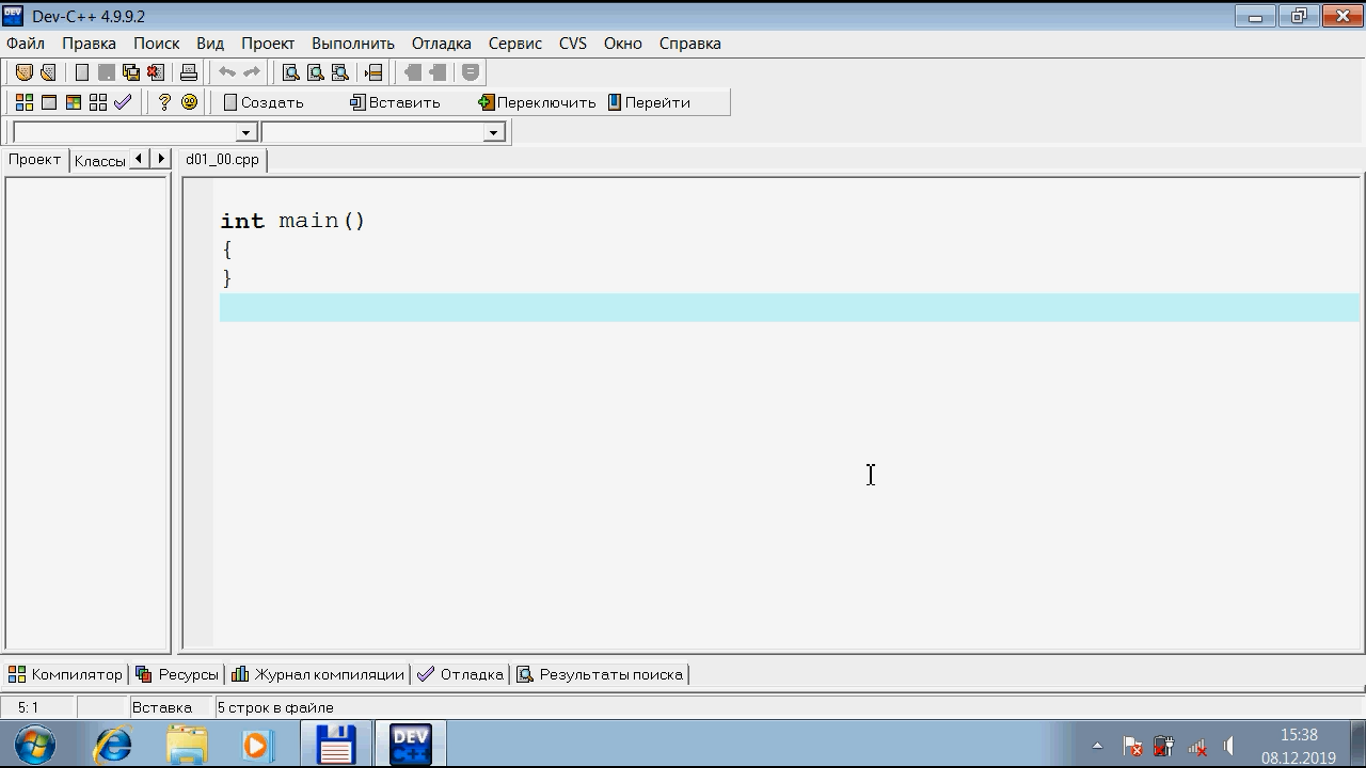 Dev-C++ 4.9.9.2
Файл Правка Поиск Вид Проект Выполнить Отладка Сервис CVS Окно Справка
Создать Вставить Переключить Перейти
Проект Классы d01_00.cpp
int main()
{
}
Компилятор Ресурсы Журнал компиляции Отладка Результаты поиска
5: 1 Вставка 5 строк в файле
DEV C++
15:38
08.12.2019